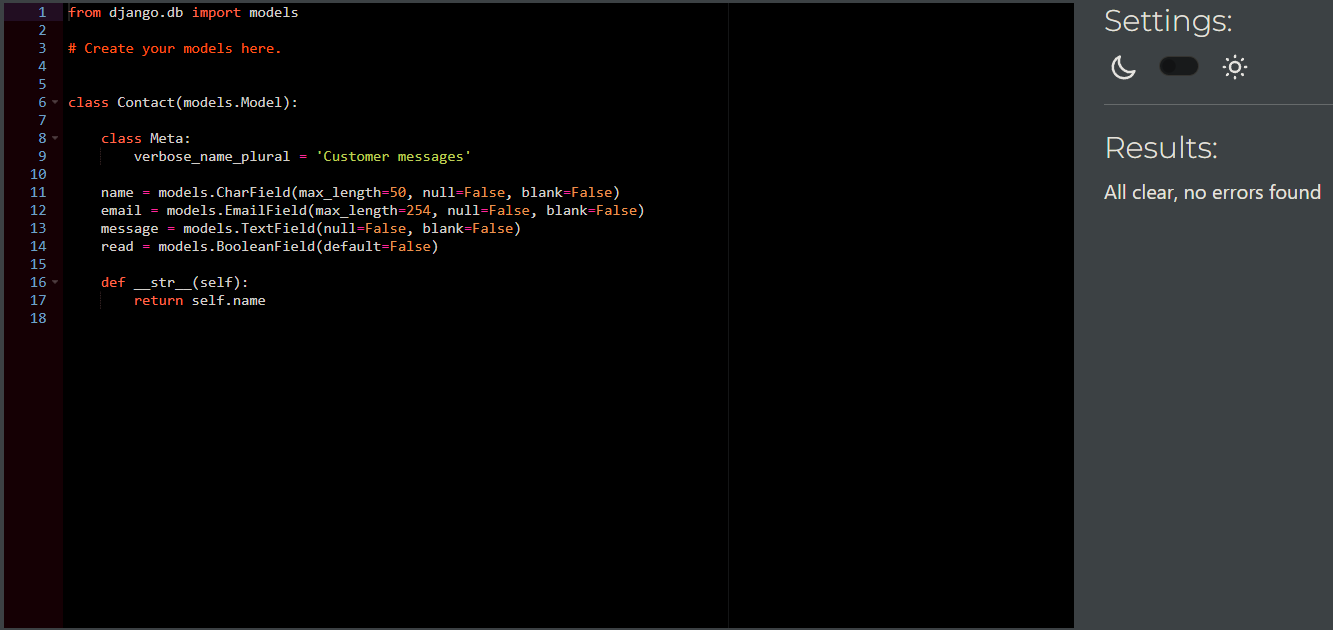 1 from django.db import models
2
3 # Create your models here.
4
5
6 class Contact(models.Model):
7
8     class Meta:
9         verbose_name_plural = 'Customer messages'
10
11     name = models.CharField(max_length=50, null=False, blank=False)
12     email = models.EmailField(max_length=254, null=False, blank=False)
13     message = models.TextField(null=False, blank=False)
14     read = models.BooleanField(default=False)
15
16     def __str__(self):
17         return self.name
18
Settings:
Results:
All clear, no errors found